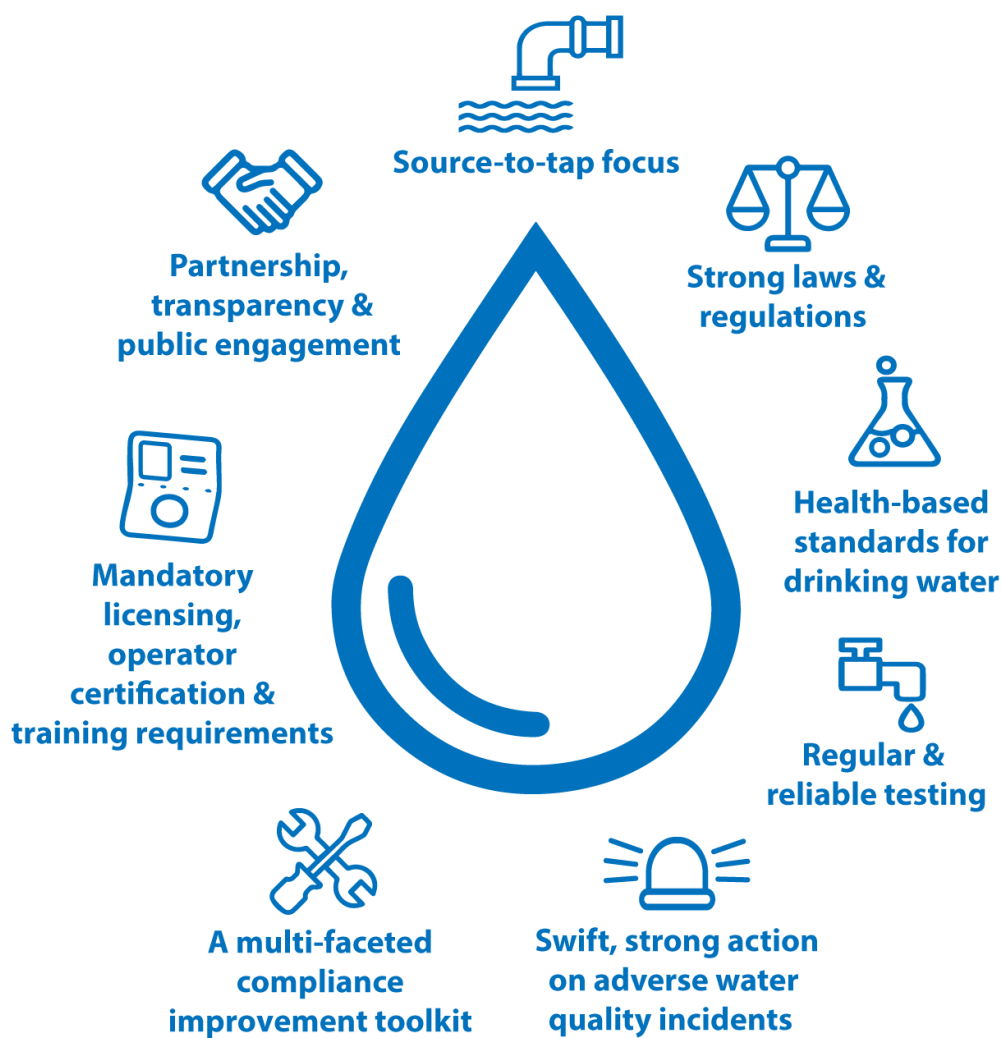 Source-to-tap focus
Strong laws &
regulations
Health-based
standards for
drinking water
Regular &
reliable testing
Swift, strong action
on adverse water
quality incidents
A multi-faceted
compliance
improvement toolkit
Mandatory
licensing,
operator
certification &
training requirements
Partnership,
transparency &
public engagement